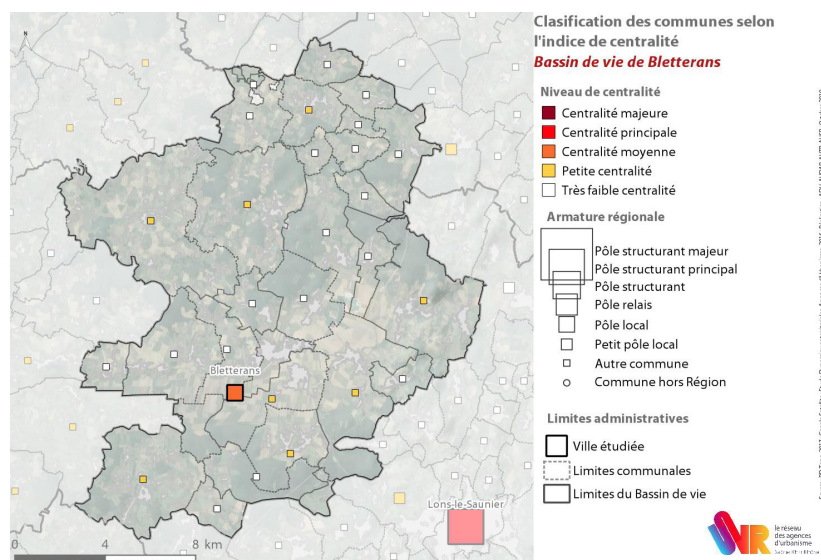 Clasification des communes selon
l'indice de centralité
Bassin de vie de Bletterans
Niveau de centralité
Centralité majeure
Centralité principale
Centralité moyenne
Petite centralité
Très faible centralité
Armature régionale
Pôle structurant majeur
Pôle structurant principal
Pôle structurant
Pôle relais
Pôle local
Petit pôle local
Autre commune
Commune hors Région
Limites administratives
Ville étudiée
Limites communales
Limites du Bassin de vie
N
Bletterans
Lons-le-Saunier
0 4 8 km
le réseau
des agences
d'urbanisme